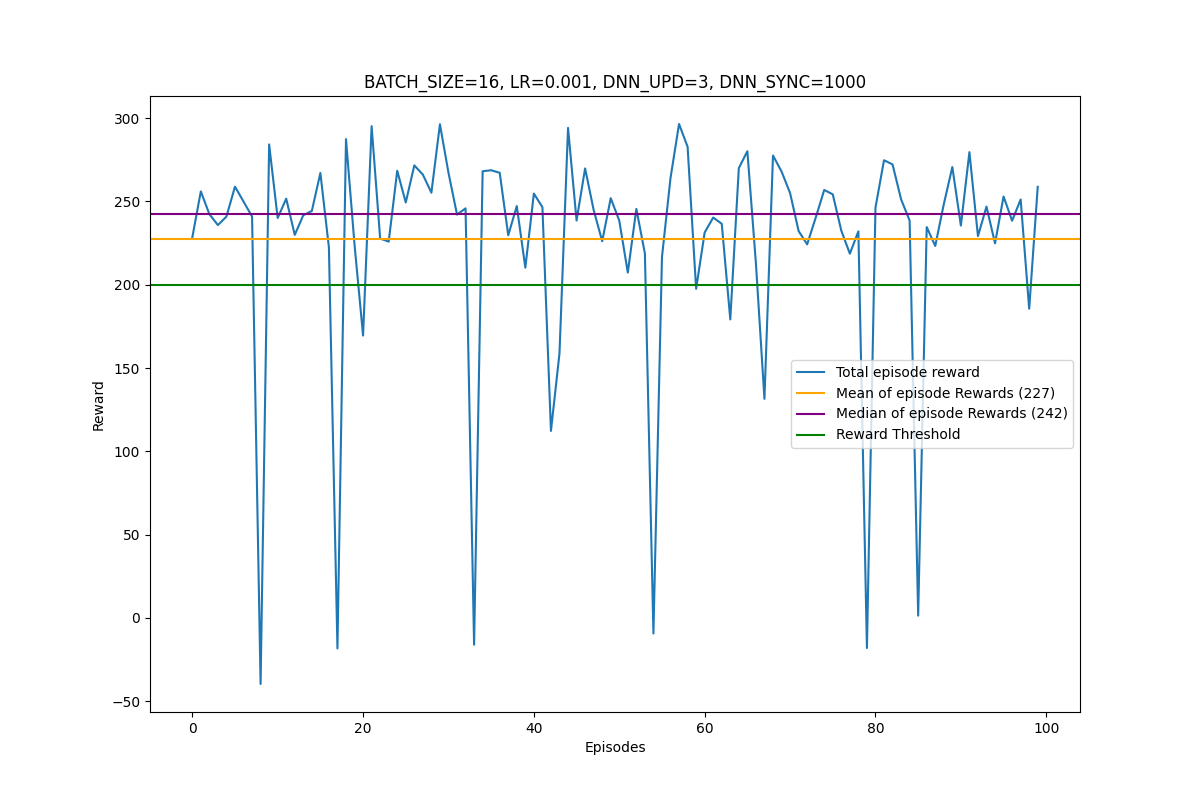 BATCH_SIZE=16, LR=0.001, DNN_UPD=3, DNN_SYNC=1000
300
250
200
150
100
50
0
−50
Reward
Total episode reward
Mean of episode Rewards (227)
Median of episode Rewards (242)
Reward Threshold
0 20 40 60 80 100
Episodes